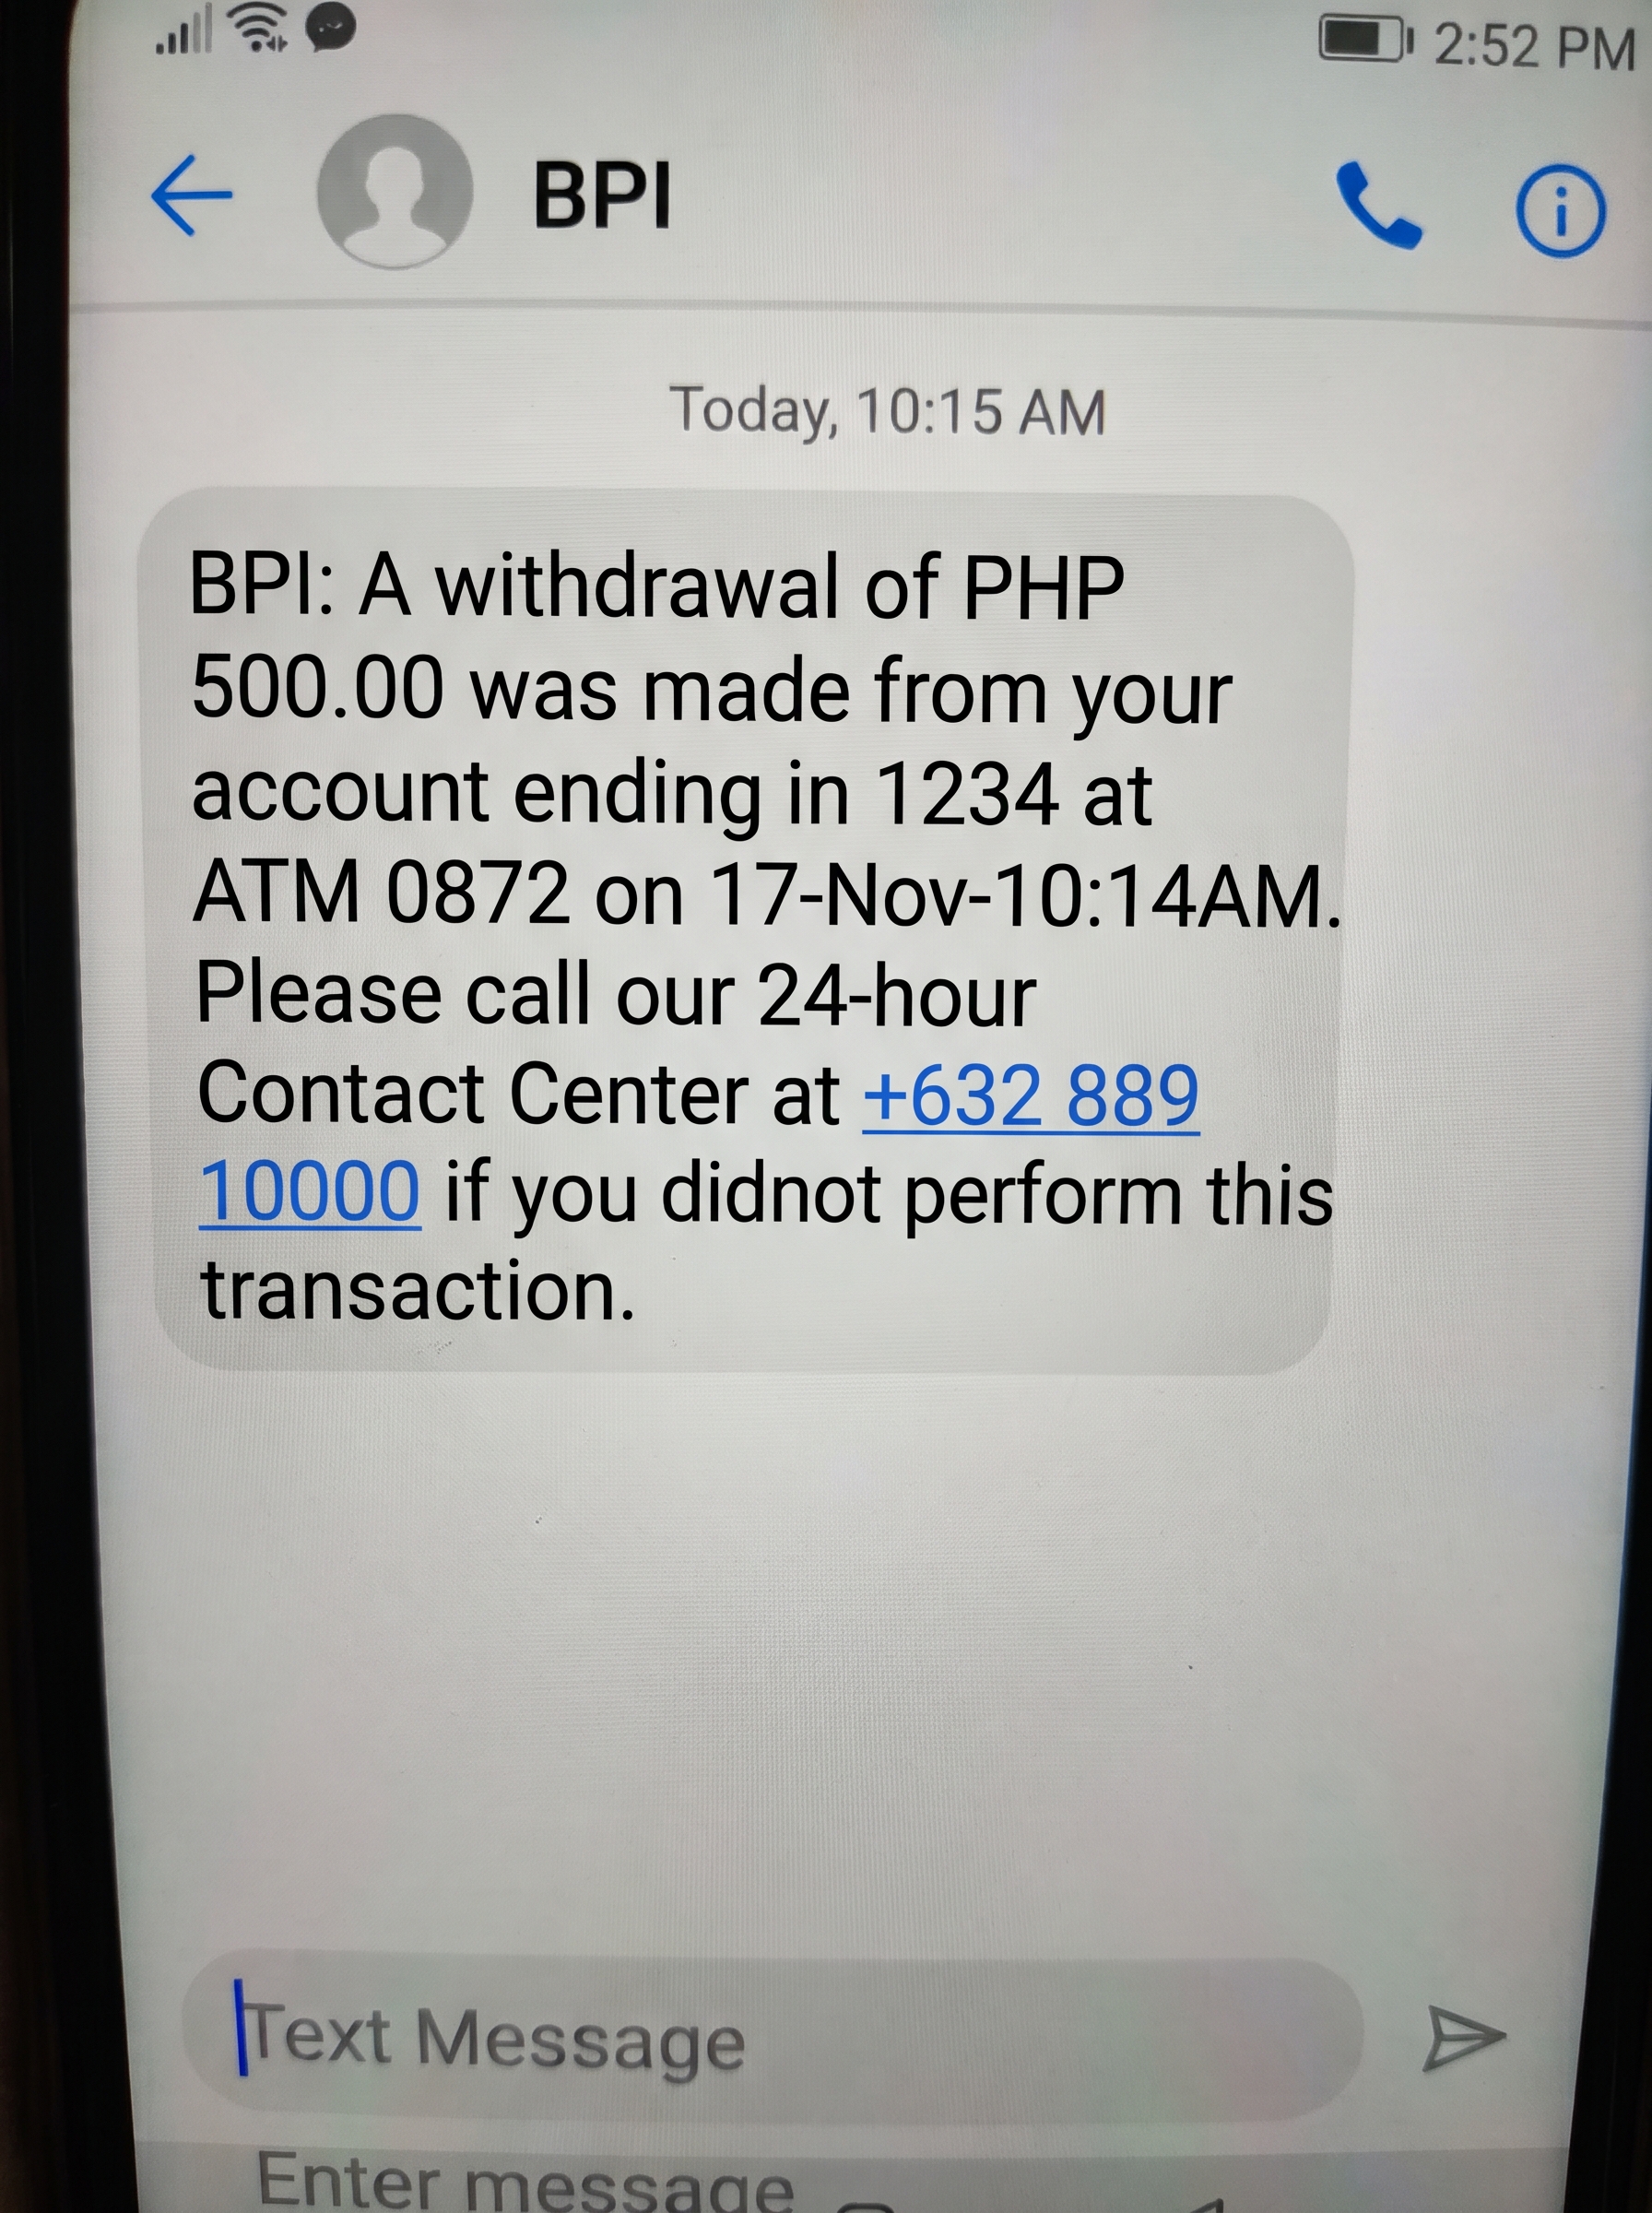 2:52 PM
BPI
Today, 10:15 AM
BPI: A withdrawal of PHP
500.00 was made from your
account ending in 1234 at
ATM 0872 on 17-Nov-10:14AM.
Please call our 24-hour
Contact Center at +632 889
10000 if you didnot perform this
transaction.
Text Message
Enter message